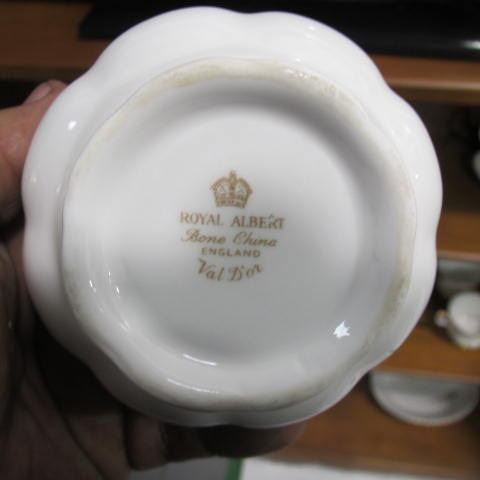 ROYAL ALBERT
Bone China
ENGLAND
Val D'or